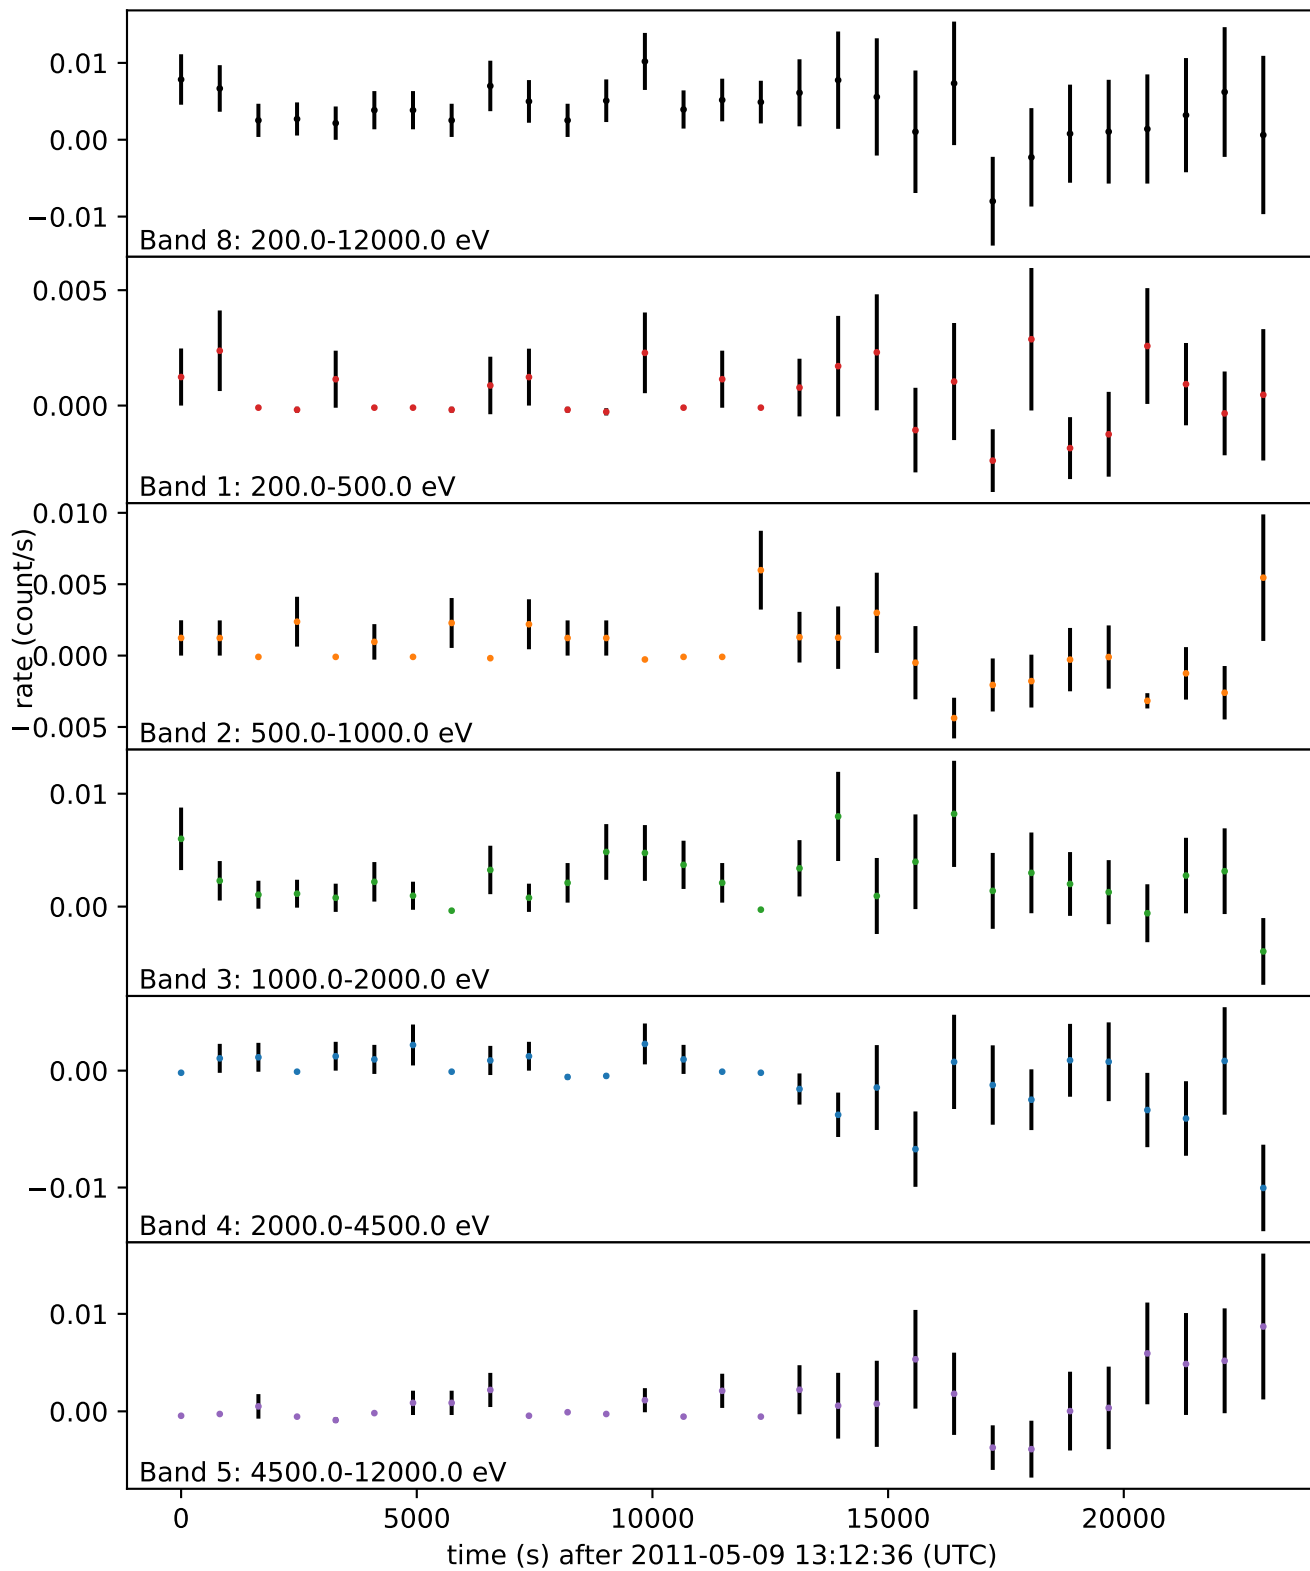 0.01
0.00
−0.01
Band 8: 200.0-12000.0 eV
0.005
0.000
Band 1: 200.0-500.0 eV
rate (count/s)
0.010
0.005
0.000
−0.005
Band 2: 500.0-1000.0 eV
0.01
0.00
Band 3: 1000.0-2000.0 eV
0.00
−0.01
Band 4: 2000.0-4500.0 eV
0.01
0.00
Band 5: 4500.0-12000.0 eV
0 5000 10000 15000 20000
time (s) after 2011-05-09 13:12:36 (UTC)